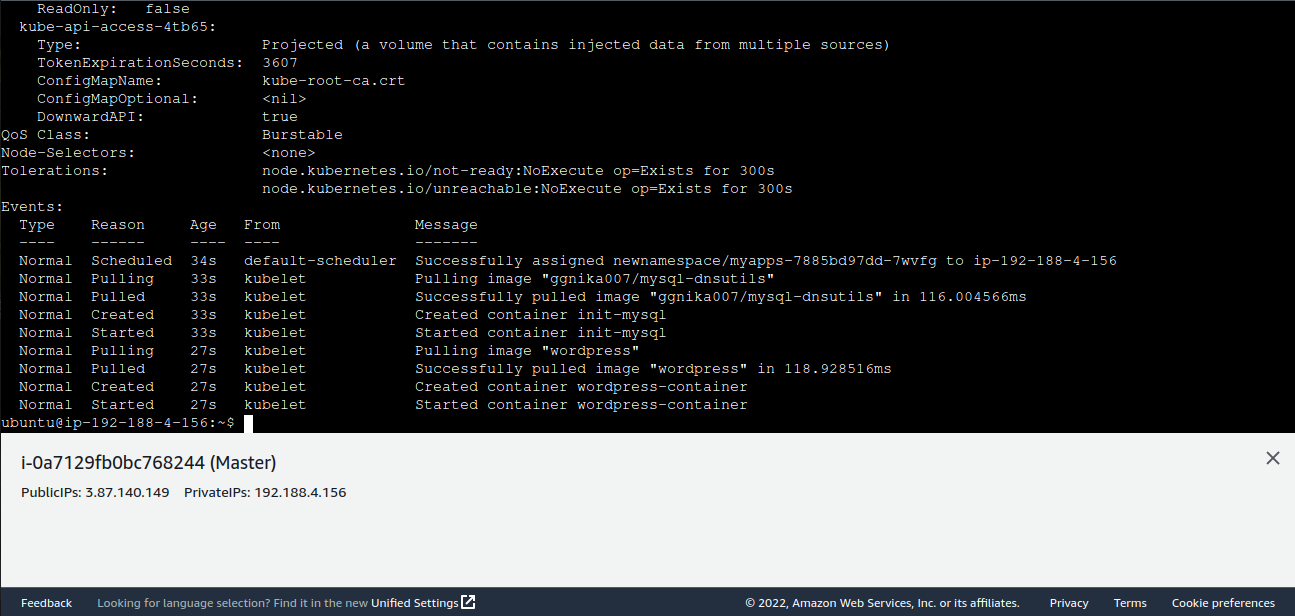 ReadOnly:   false
kube-api-access-4tb65:
Type:                    Projected (a volume that contains injected data from multiple sources)
TokenExpirationSeconds:  3607
ConfigMapName:           kube-root-ca.crt
ConfigMapOptional:       <nil>
DownwardAPI:             true
QoS Class:                   Burstable
Node-Selectors:              <none>
Tolerations:                 node.kubernetes.io/not-ready:NoExecute op=Exists for 300s
node.kubernetes.io/unreachable:NoExecute op=Exists for 300s
Events:
Type    Reason     Age   From               Message
----    ------     ----  ----               -------
Normal  Scheduled  34s   default-scheduler  Successfully assigned newnamespace/myapps-7885bd97dd-7wvfg to ip-192-188-4-156
Normal  Pulling    33s   kubelet            Pulling image "ggnika007/mysql-dnsutils"
Normal  Pulled     33s   kubelet            Successfully pulled image "ggnika007/mysql-dnsutils" in 116.004566ms
Normal  Created    33s   kubelet            Created container init-mysql
Normal  Started    33s   kubelet            Started container init-mysql
Normal  Pulling    27s   kubelet            Pulling image "wordpress"
Normal  Pulled     27s   kubelet            Successfully pulled image "wordpress" in 118.928516ms
Normal  Created    27s   kubelet            Created container wordpress-container
Normal  Started    27s   kubelet            Started container wordpress-container
ubuntu@ip-192-188-4-156:~$
i-0a7129fb0bc768244 (Master)
PublicIPs: 3.87.140.149 PrivateIPs: 192.188.4.156
Feedback Looking for language selection? Find it in the new Unified Settings © 2022, Amazon Web Services, Inc. or its affiliates. Privacy Terms Cookie preferences